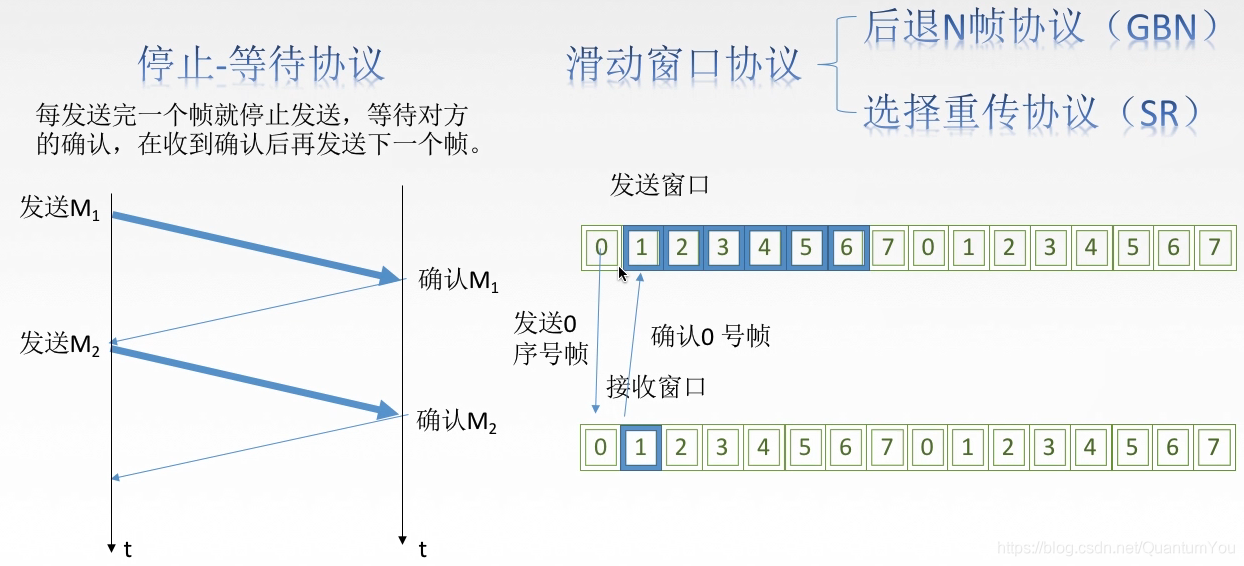 停止-等待协议
每发送完一个帧就停止发送，等待对方
的确认，在收到确认后再发送下一个帧。
发送M1
确认M1
发送M2
确认M2
t
t
滑动窗口协议
后退N帧协议（GBN）
选择重传协议（SR）
发送窗口
0 1 2 3 4 5 6 7 0 1 2 3 4 5 6 7
发送0
序号帧
确认0 号帧
接收窗口
0 1 2 3 4 5 6 7 0 1 2 3 4 5 6 7
https://blog.csdn.net/QuantumYou